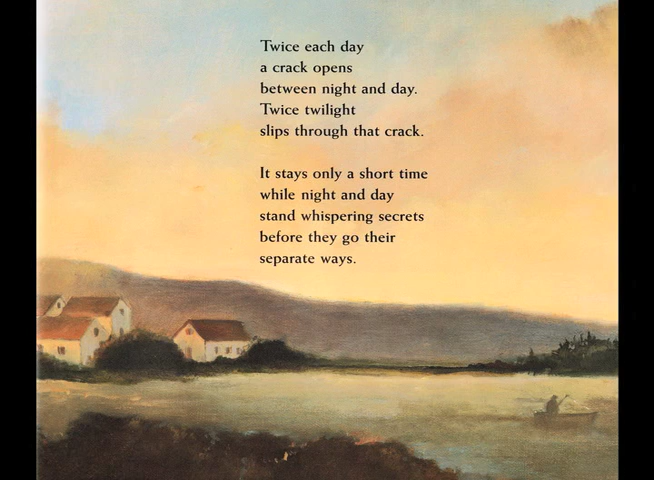 Twice each day
a crack opens
between night and day.
Twice twilight
slips through that crack.
It stays only a short time
while night and day
stand whispering secrets
before they go their
separate ways.